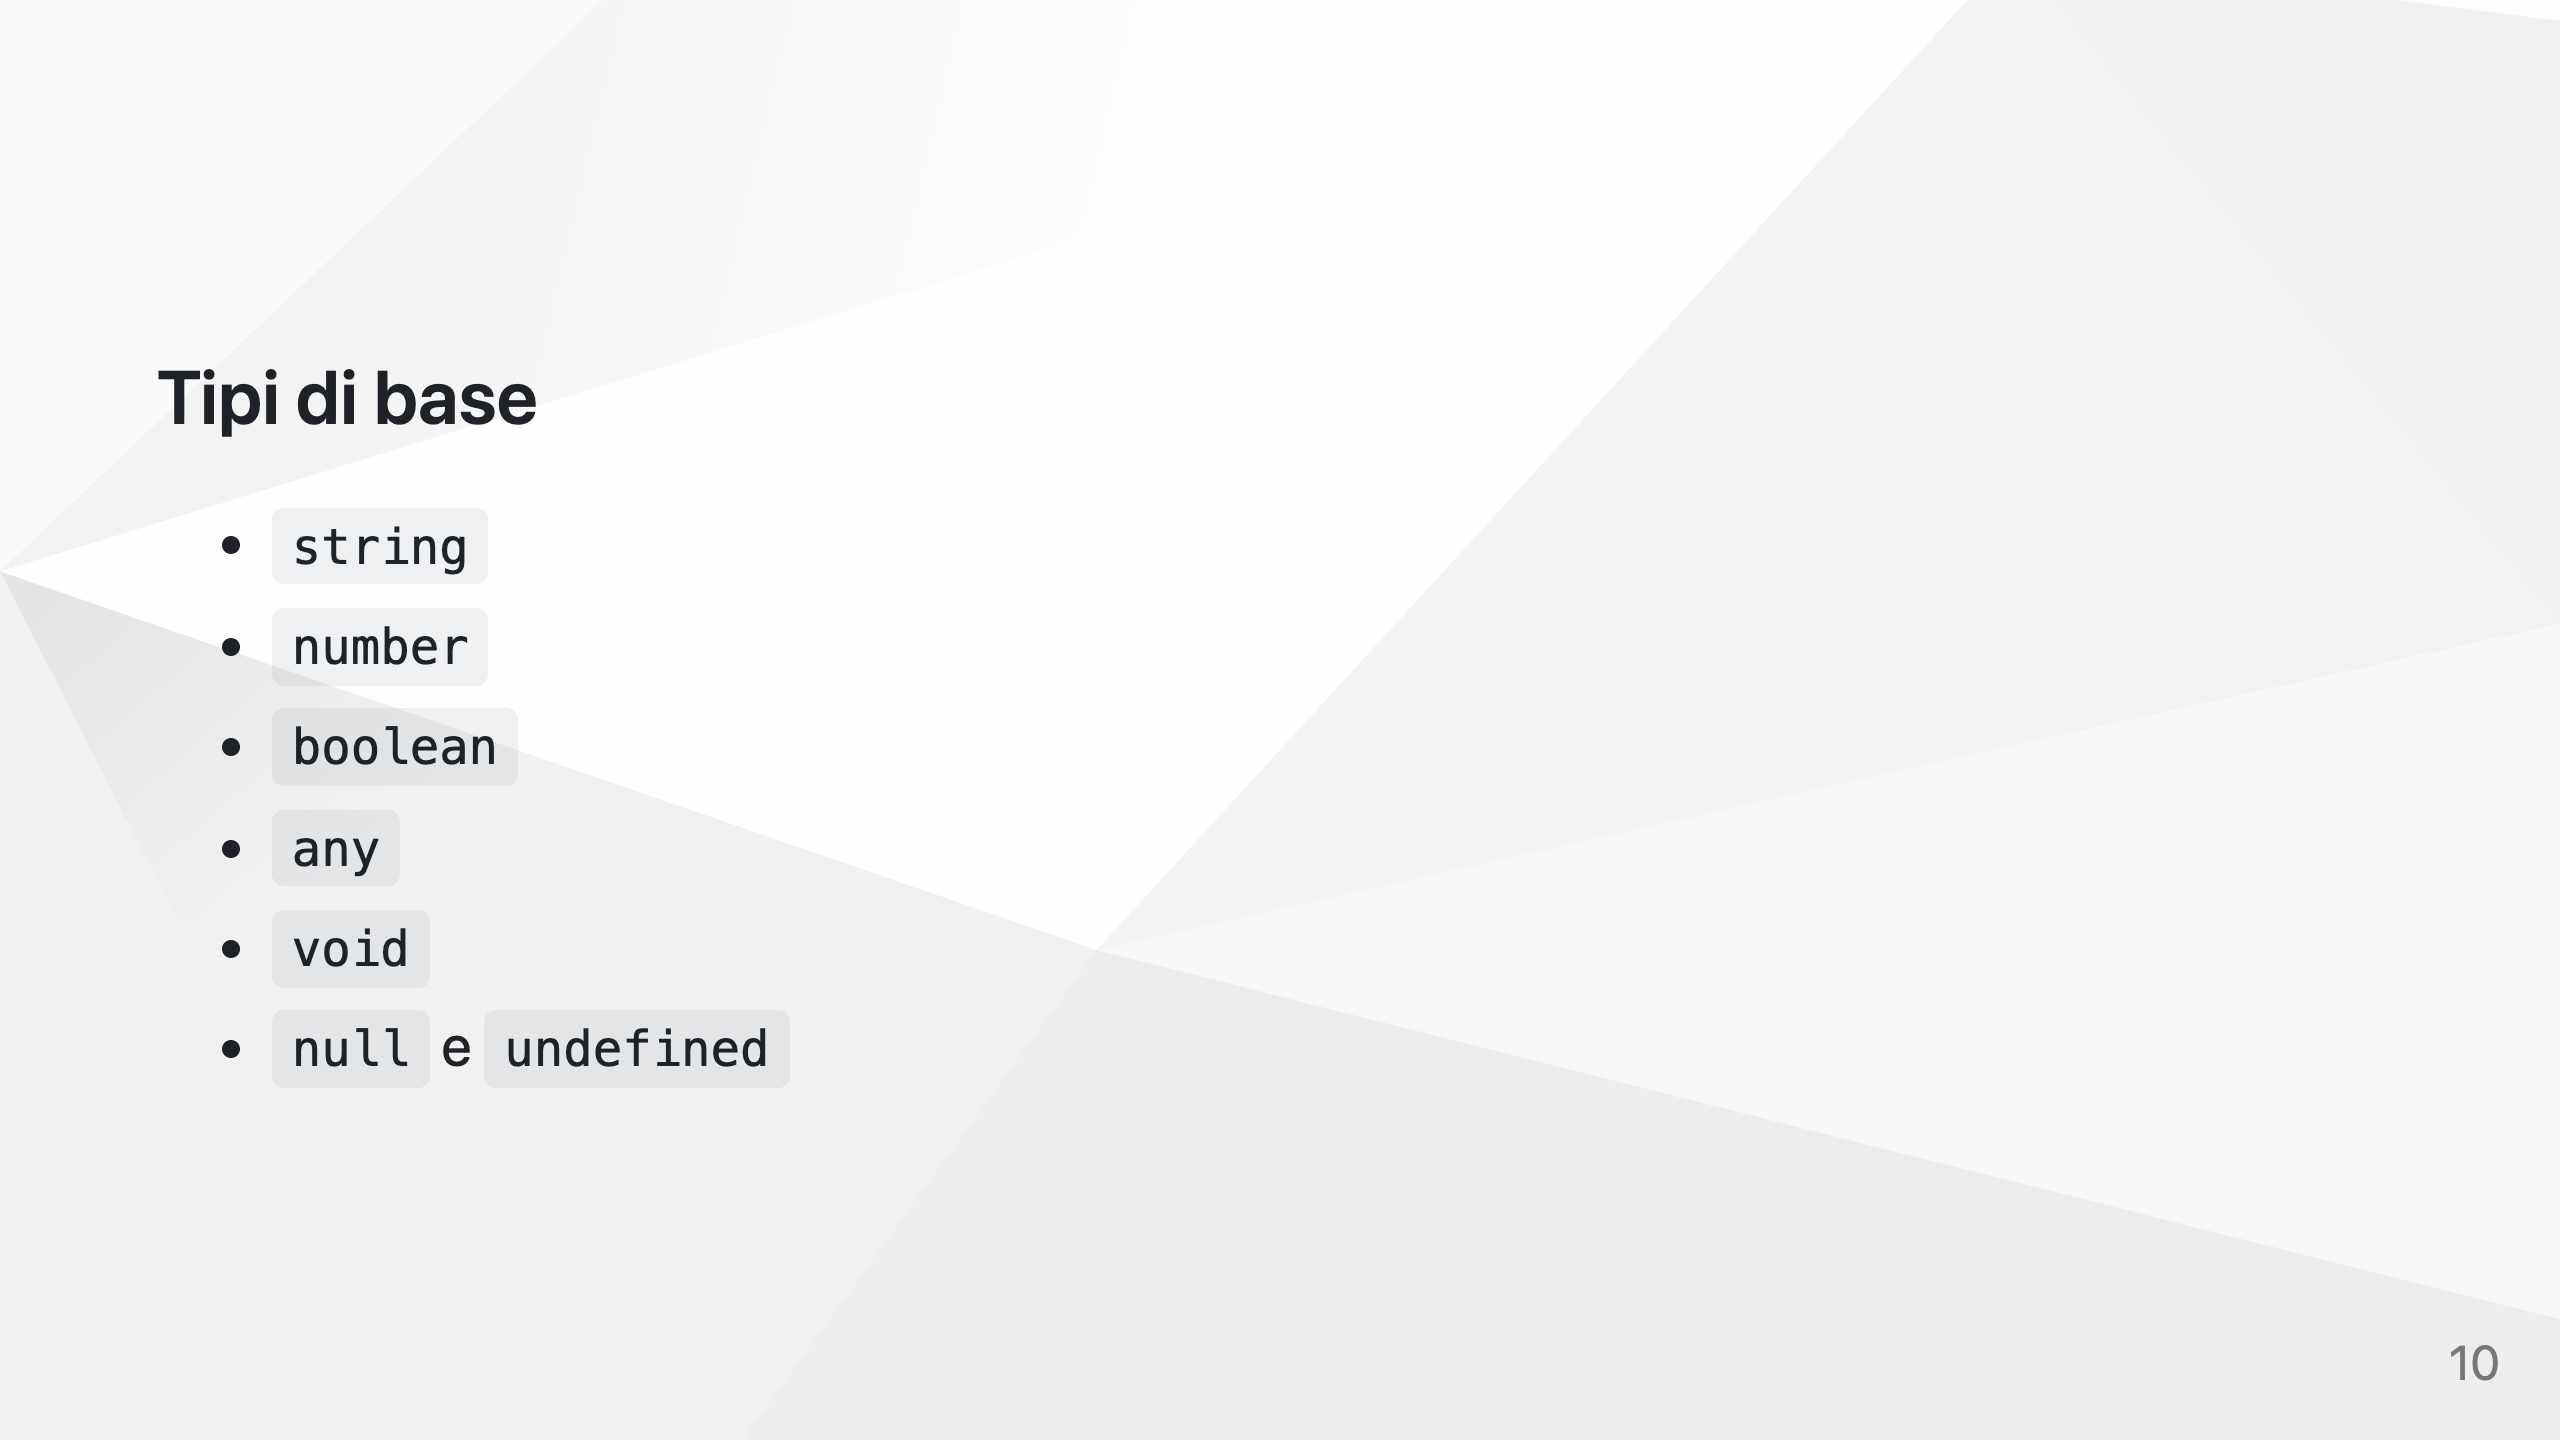 Tipi di base
• string
• number
• boolean
• any
• void
• null e undefined
10